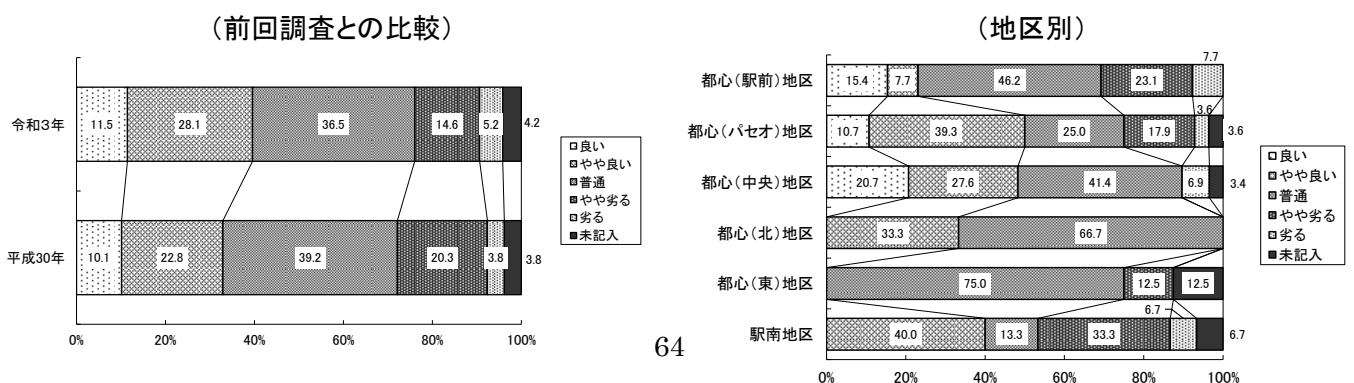 （前回調査との比較）
令和３年
11.5
28.1
36.5
14.6
5.2
4.2
平成30年
10.1
22.8
39.2
20.3
3.8
3.8
0%
20%
40%
60%
80%
100%
良い
やや良い
普通
やや劣る
劣る
未記入
64
（地区別）
7.7
都心（駅前）地区
15.4
7.7
46.2
23.1
3.6
都心（パセオ）地区
10.7
39.3
25.0
17.9
3.6
都心（中央）地区
20.7
27.6
41.4
6.9
3.4
都心（北）地区
33.3
66.7
都心（東）地区
75.0
12.5
12.5
6.7
駅南地区
40.0
13.3
33.3
6.7
0%
20%
40%
60%
80%
100%
良い
やや良い
普通
やや劣る
劣る
未記入